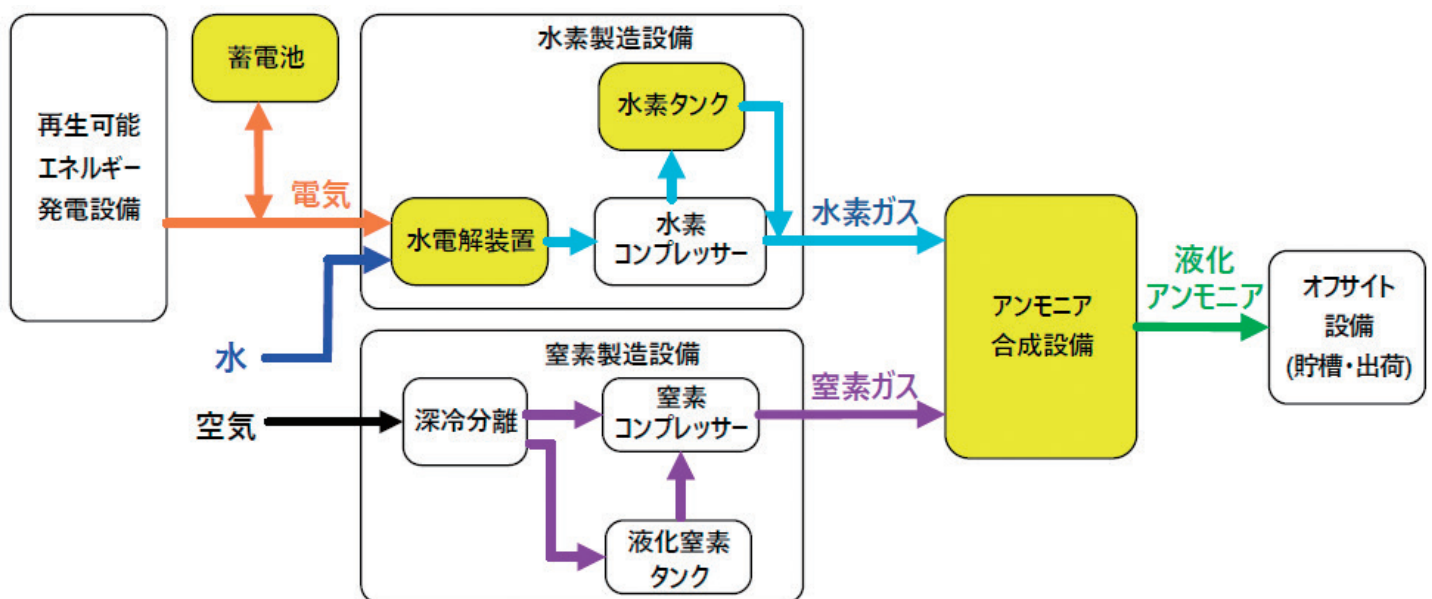 再生可能
エネルギー
発電設備
蓄電池
電気
水
空気
水素製造設備
水素タンク
水電解装置
水素
コンプレッサー
水素ガス
窒素製造設備
深冷分離
窒素
コンプレッサー
液化窒素
タンク
窒素ガス
アンモニア
合成設備
液化
アンモニア
オフサイト
設備
(貯槽・出荷)